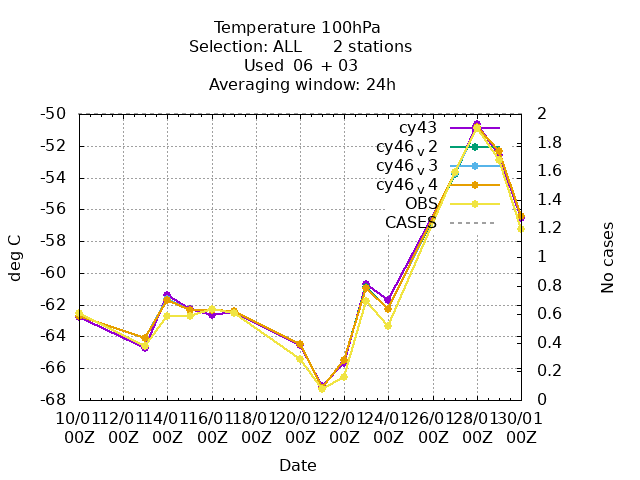 Temperature 100hPa
Selection: ALL 2 stations
Used 06 + 03
Averaging window: 24h
-50 2
cy43
cy46 v 2
cy46 v 3
cy46 v 4
OBS
CASES
-52
-54
-56
-58
-60
-62
-64
-66
-68
1.8
1.6
1.4
1.2
1
0.8
0.6
0.4
0.2
0
deg C
No cases
10/01 12/01 14/01 16/01 18/01 20/01 22/01 24/01 26/01 28/01 30/01
00Z 00Z 00Z 00Z 00Z 00Z 00Z 00Z 00Z 00Z 00Z
Date